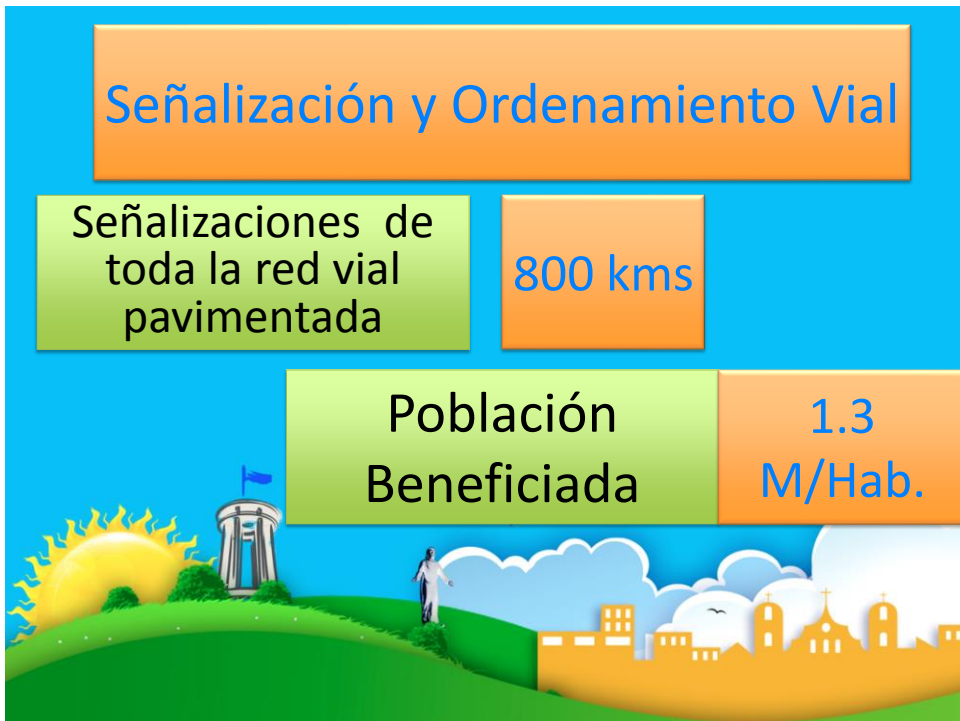 Señalización y Ordenamiento Vial
Señalizaciones de
toda la red vial
pavimentada
800 kms
Población
Beneficiada
1.3
M/Hab.